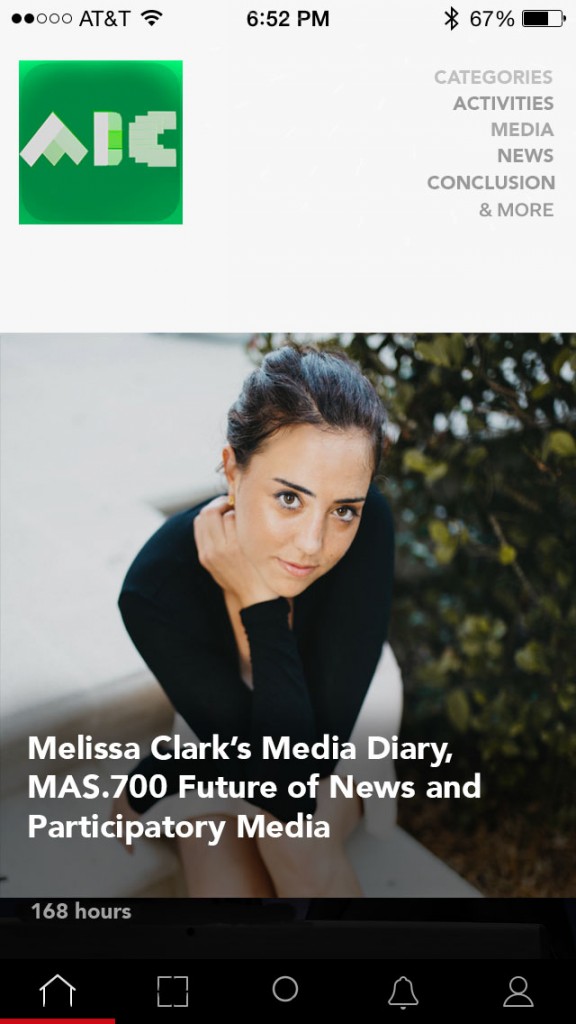 AT&T
6:52 PM
67%
ABC
CATEGORIES
ACTIVITIES
MEDIA
NEWS
CONCLUSION
& MORE
Melissa Clark’s Media Diary,
MAS.700 Future of News and
Participatory Media
168 hours